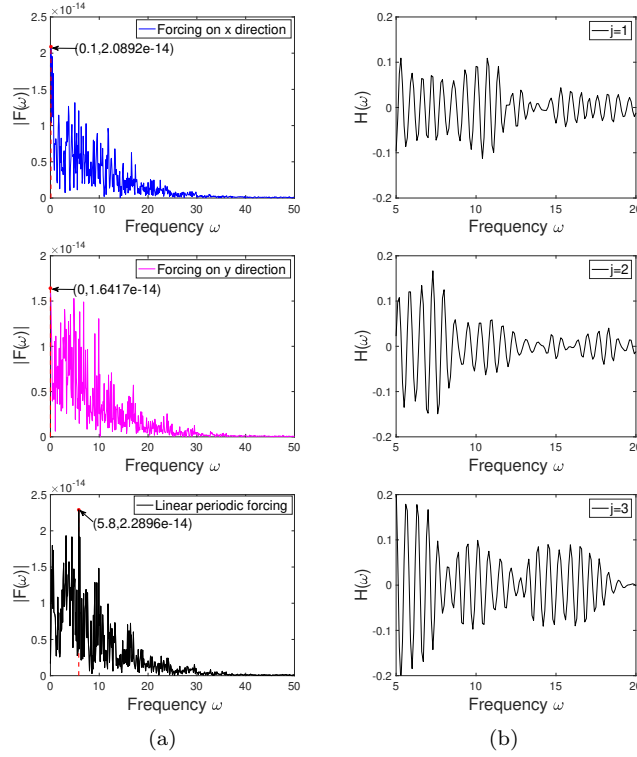 ×10⁻¹⁴
2.5
2
1.5
1
0.5
0
Forcing on x direction
(0.1,2.0892e-14)
|F(ω)|
0 10 20 30 40 50
Frequency ω
0.2
0.1
0
-0.1
-0.2
j=1
H(ω)
5 10 15 20
Frequency ω
×10⁻¹⁴
2
1.5
1
0.5
0
Forcing on y direction
(0,1.6417e-14)
|F(ω)|
0 10 20 30 40 50
Frequency ω
0.2
0.1
0
-0.1
-0.2
j=2
H(ω)
5 10 15 20
Frequency ω
×10⁻¹⁴
2.5
2
1.5
1
0.5
0
Linear periodic forcing
(5.8,2.2896e-14)
|F(ω)|
0 10 20 30 40 50
Frequency ω
0.2
0.1
0
-0.1
-0.2
j=3
H(ω)
5 10 15 20
Frequency ω
(a)
(b)